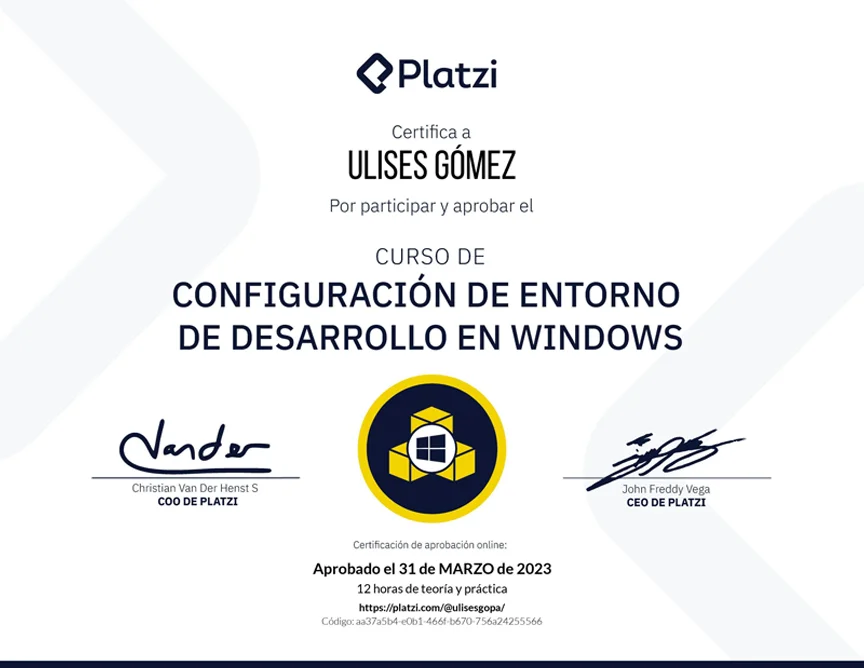 Platzi
Certifica a
ULISES GÓMEZ
Por participar y aprobar el
CURSO DE
CONFIGURACIÓN DE ENTORNO
DE DESARROLLO EN WINDOWS
Vander
Christian Van Der Henst S
COO DE PLATZI
John Freddy Vega
CEO DE PLATZI
Certificación de aprobación online:
Aprobado el 31 de MARZO de 2023
12 horas de teoría y práctica
https://platzi.com/@ulisesgopa/
Código: aa37a5b4-e0b1-466f-b670-756a24255566